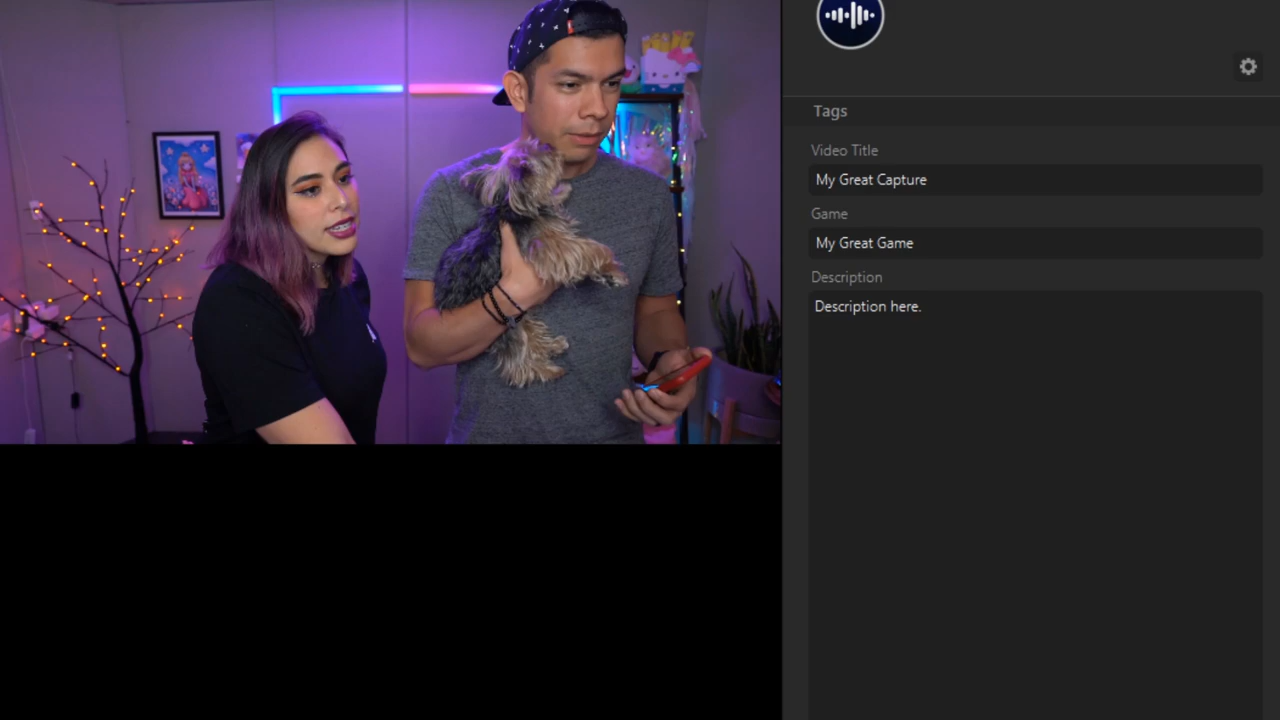 Tags
Video Title
My Great Capture
Game
My Great Game
Description
Description here.